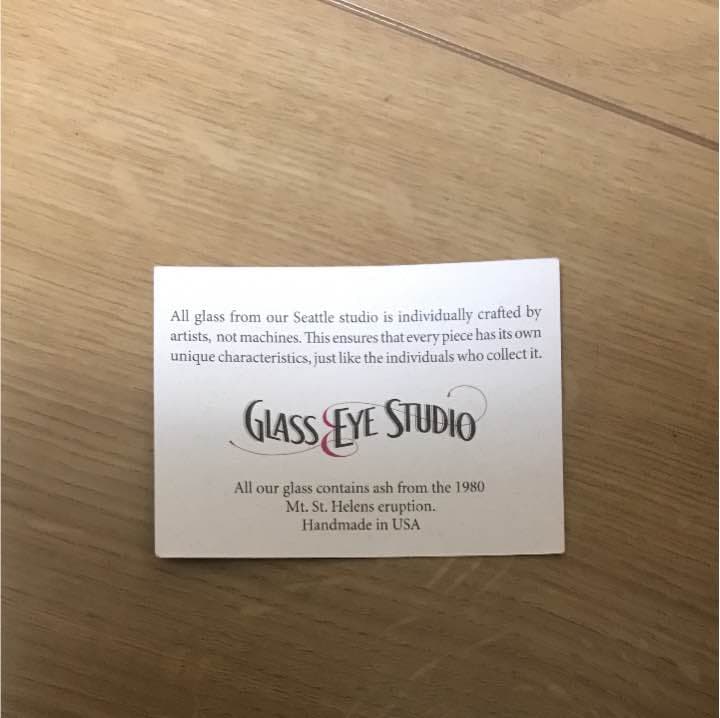 All glass from our Seattle studio is individually crafted by
artists, not machines. This ensures that every piece has its own
unique characteristics, just like the individuals who collect it.
GLASS EYE STUDIO
All our glass contains ash from the 1980
Mt. St. Helens eruption.
Handmade in USA